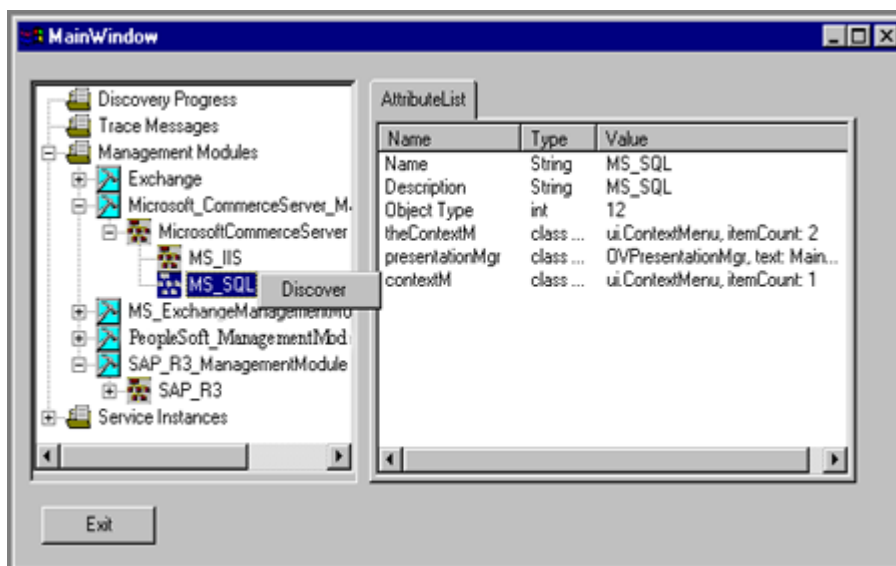 MainWindow
Discovery Progress
Trace Messages
Management Modules
Exchange
Microsoft_CommerceServer_M
MicrosoftCommerceServer
MS_IIS
MS_SQL
Discover
MS_ExchangeManagementMo
PeopleSoft_ManagementMod
SAP_R3_ManagementModule
SAP_R3
Service Instances
Exit
AttributeList
Name Type Value
Name String MS_SQL
Description String MS_SQL
Object Type int 12
theContextM class ... ui.ContextMenu, itemCount: 2
presentationMgr class ... OVPresentationMgr, text: Main...
contextM class ... ui.ContextMenu, itemCount: 1